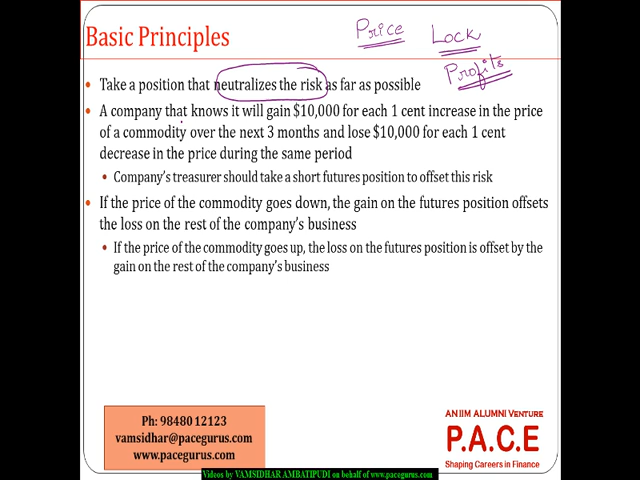 Basic Principles
Price Lock
Profits
• Take a position that neutralizes the risk as far as possible
• A company that knows it will gain $10,000 for each 1 cent increase in the price
of a commodity over the next 3 months and lose $10,000 for each 1 cent
decrease in the price during the same period
• Company's treasurer should take a short futures position to offset this risk
• If the price of the commodity goes down, the gain on the futures position offsets
the loss on the rest of the company's business
• If the price of the commodity goes up, the loss on the futures position is offset by the
gain on the rest of the company's business
Ph: 98480 12123
vamsidhar@pacegurus.com
www.pacegurus.com
AN IIM ALUMNI VENTURE
P.A.C.E
Shaping Careers in Finance
Videos by VAMSIDHAR AMBATIPUDI on behalf of www.pacegurus.com